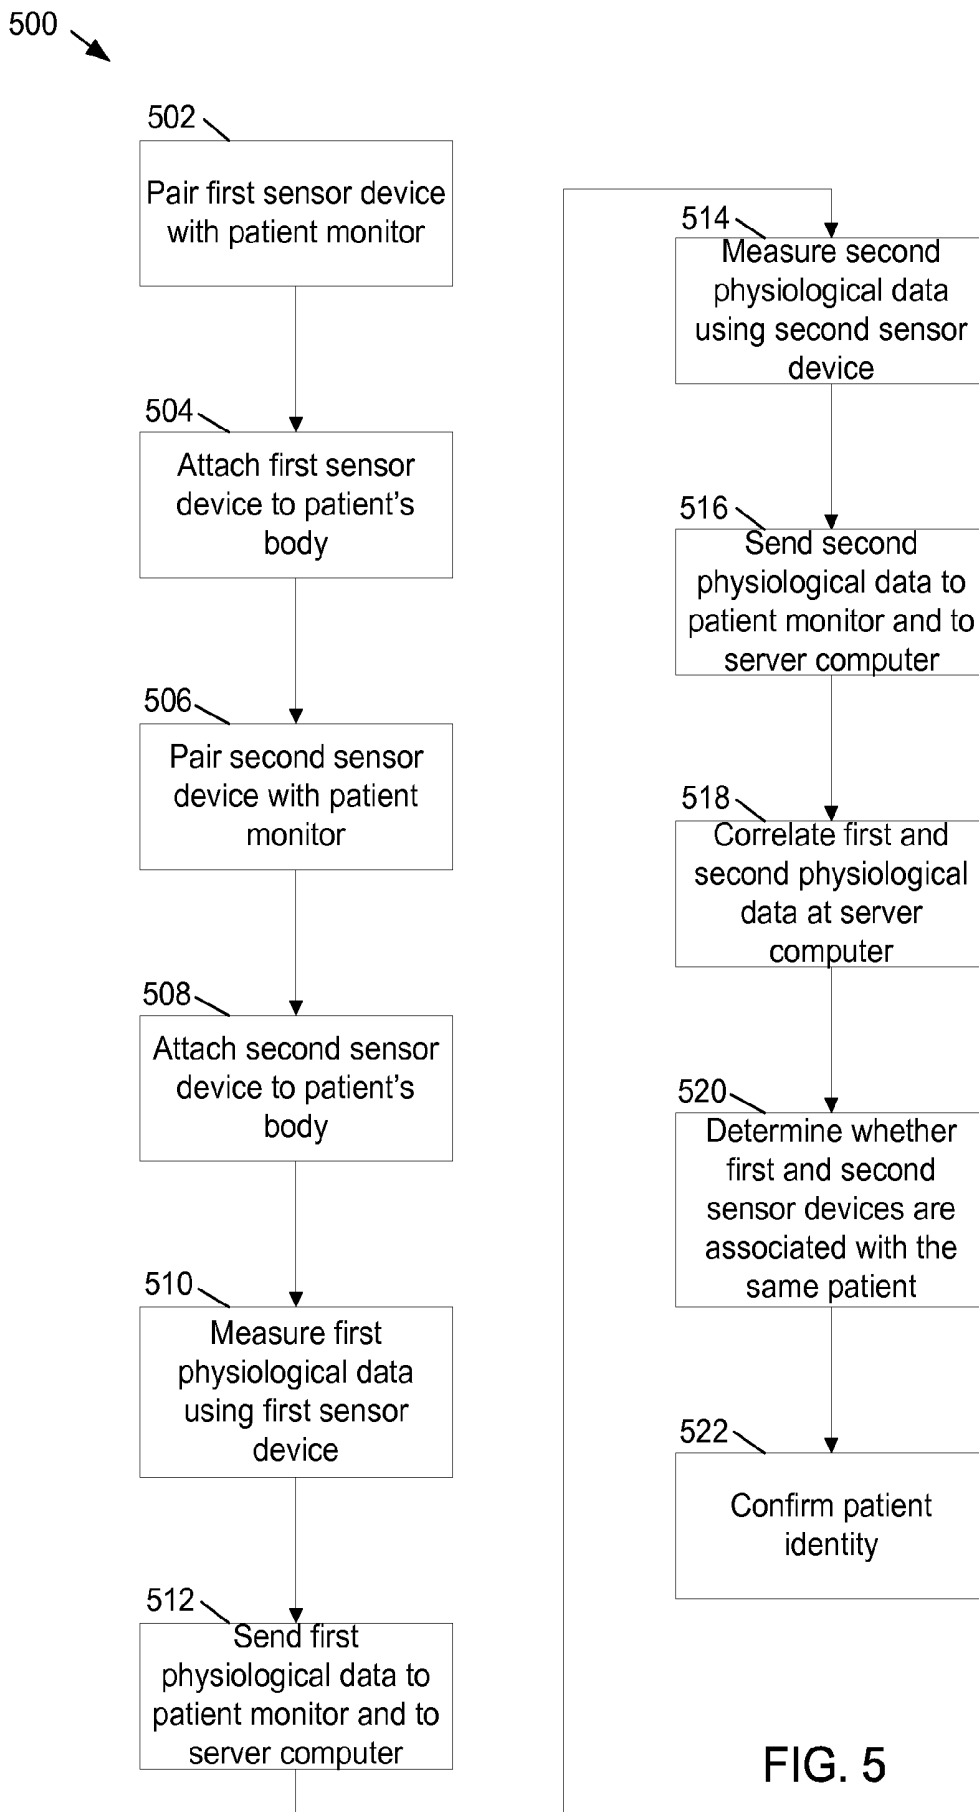 500
502
Pair first sensor device
with patient monitor
504
Attach first sensor
device to patient’s
body
506
Pair second sensor
device with patient
monitor
508
Attach second sensor
device to patient’s
body
510
Measure first
physiological data
using first sensor
device
512
Send first
physiological data to
patient monitor and to
server computer
514
Measure second
physiological data
using second sensor
device
516
Send second
physiological data to
patient monitor and to
server computer
518
Correlate first and
second physiological
data at server
computer
520
Determine whether
first and second
sensor devices are
associated with the
same patient
522
Confirm patient
identity
FIG. 5